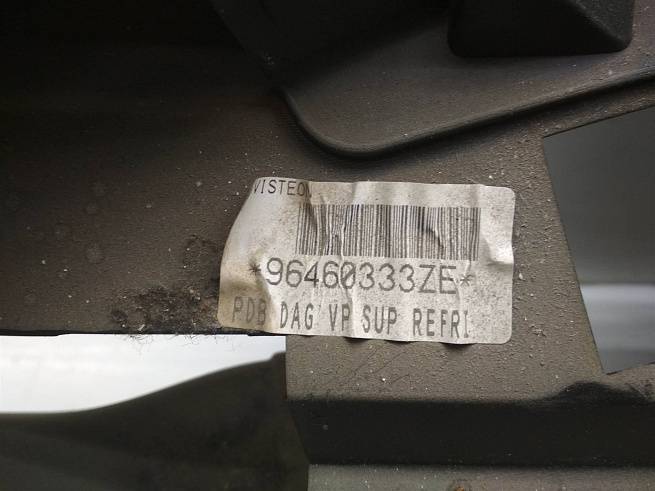 VISTEON
*96460333ZE*
PDB DAG VP SUP REFRI